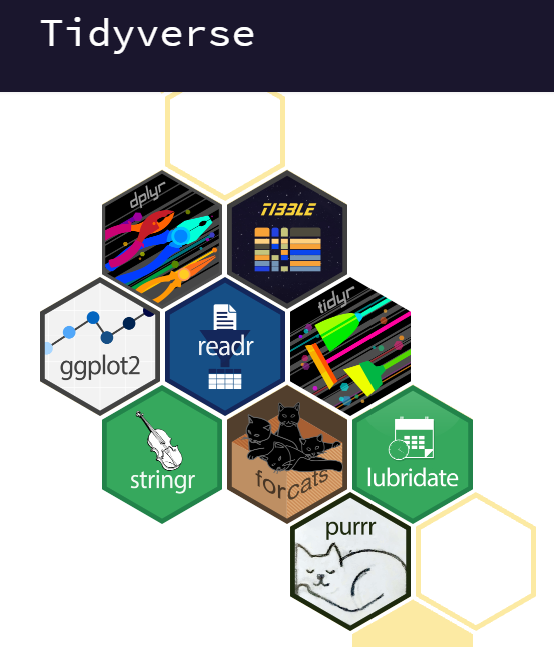 Tidyverse
dplyr
TIBBLE
ggplot2
readr
tidyr
stringr
forcats
lubridate
purrr